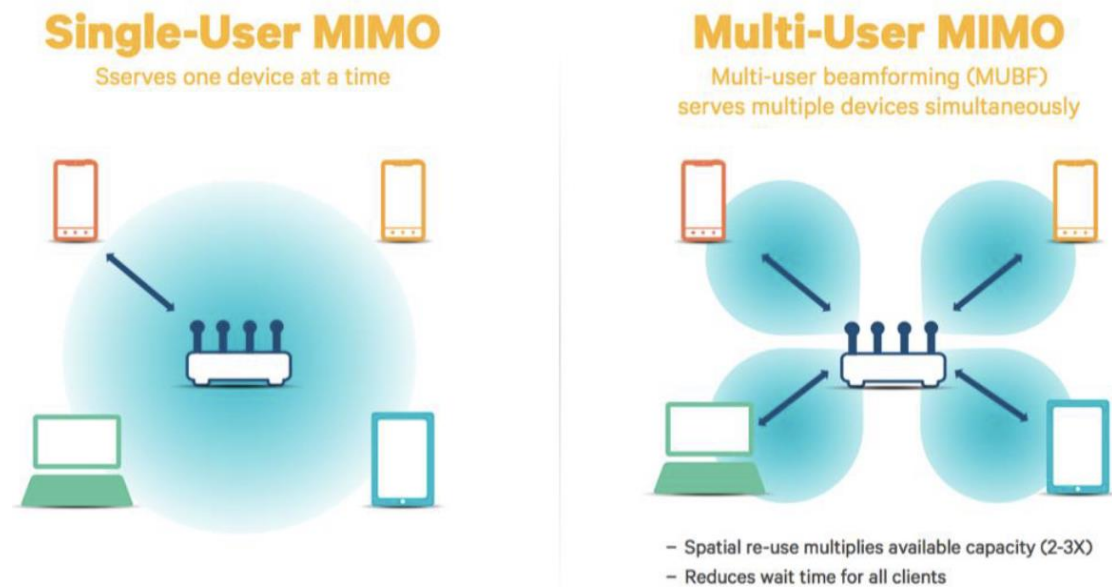 Single-User MIMO
Sserves one device at a time
Multi-User MIMO
Multi-user beamforming (MUBF)
serves multiple devices simultaneously
– Spatial re-use multiplies available capacity (2-3X)
– Reduces wait time for all clients